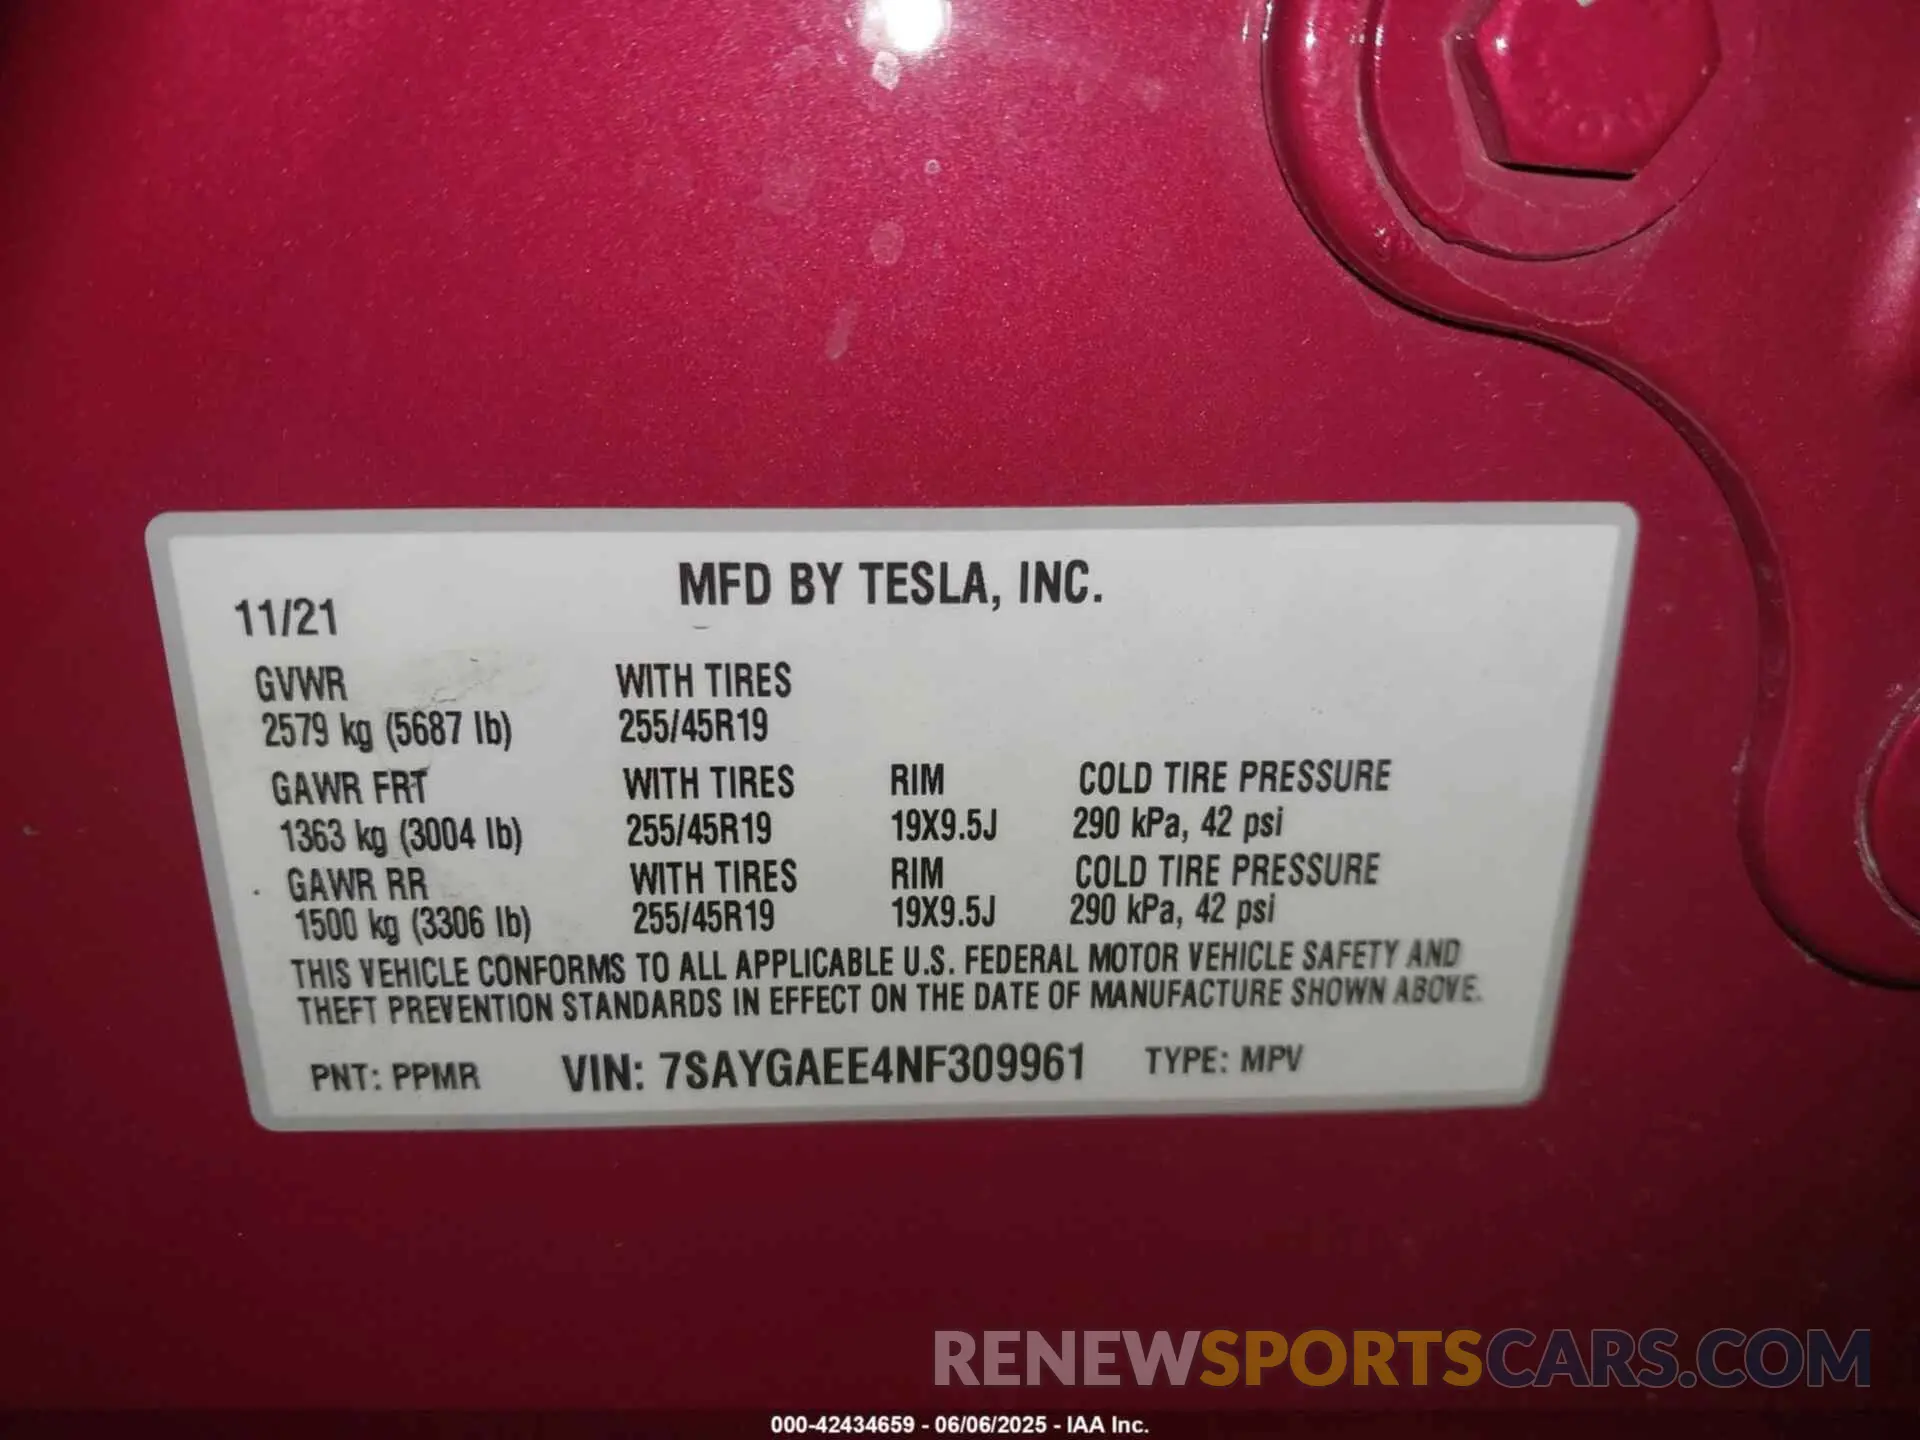 MFD BY TESLA, INC.
11/21
GVWR WITH TIRES
2579 kg (5687 lb) 255/45R19
GAWR FRT WITH TIRES RIM COLD TIRE PRESSURE
1363 kg (3004 lb) 255/45R19 19X9.5J 290 kPa, 42 psi
GAWR RR WITH TIRES RIM COLD TIRE PRESSURE
1500 kg (3306 lb) 255/45R19 19X9.5J 290 kPa, 42 psi
THIS VEHICLE CONFORMS TO ALL APPLICABLE U.S. FEDERAL MOTOR VEHICLE SAFETY AND
THEFT PREVENTION STANDARDS IN EFFECT ON THE DATE OF MANUFACTURE SHOWN ABOVE.
PNT: PPMR VIN: 7SAYGAEE4NF309961 TYPE: MPV
RENEWSPORTSCARS.COM
000-42434659 - 06/06/2025 - IAA Inc.